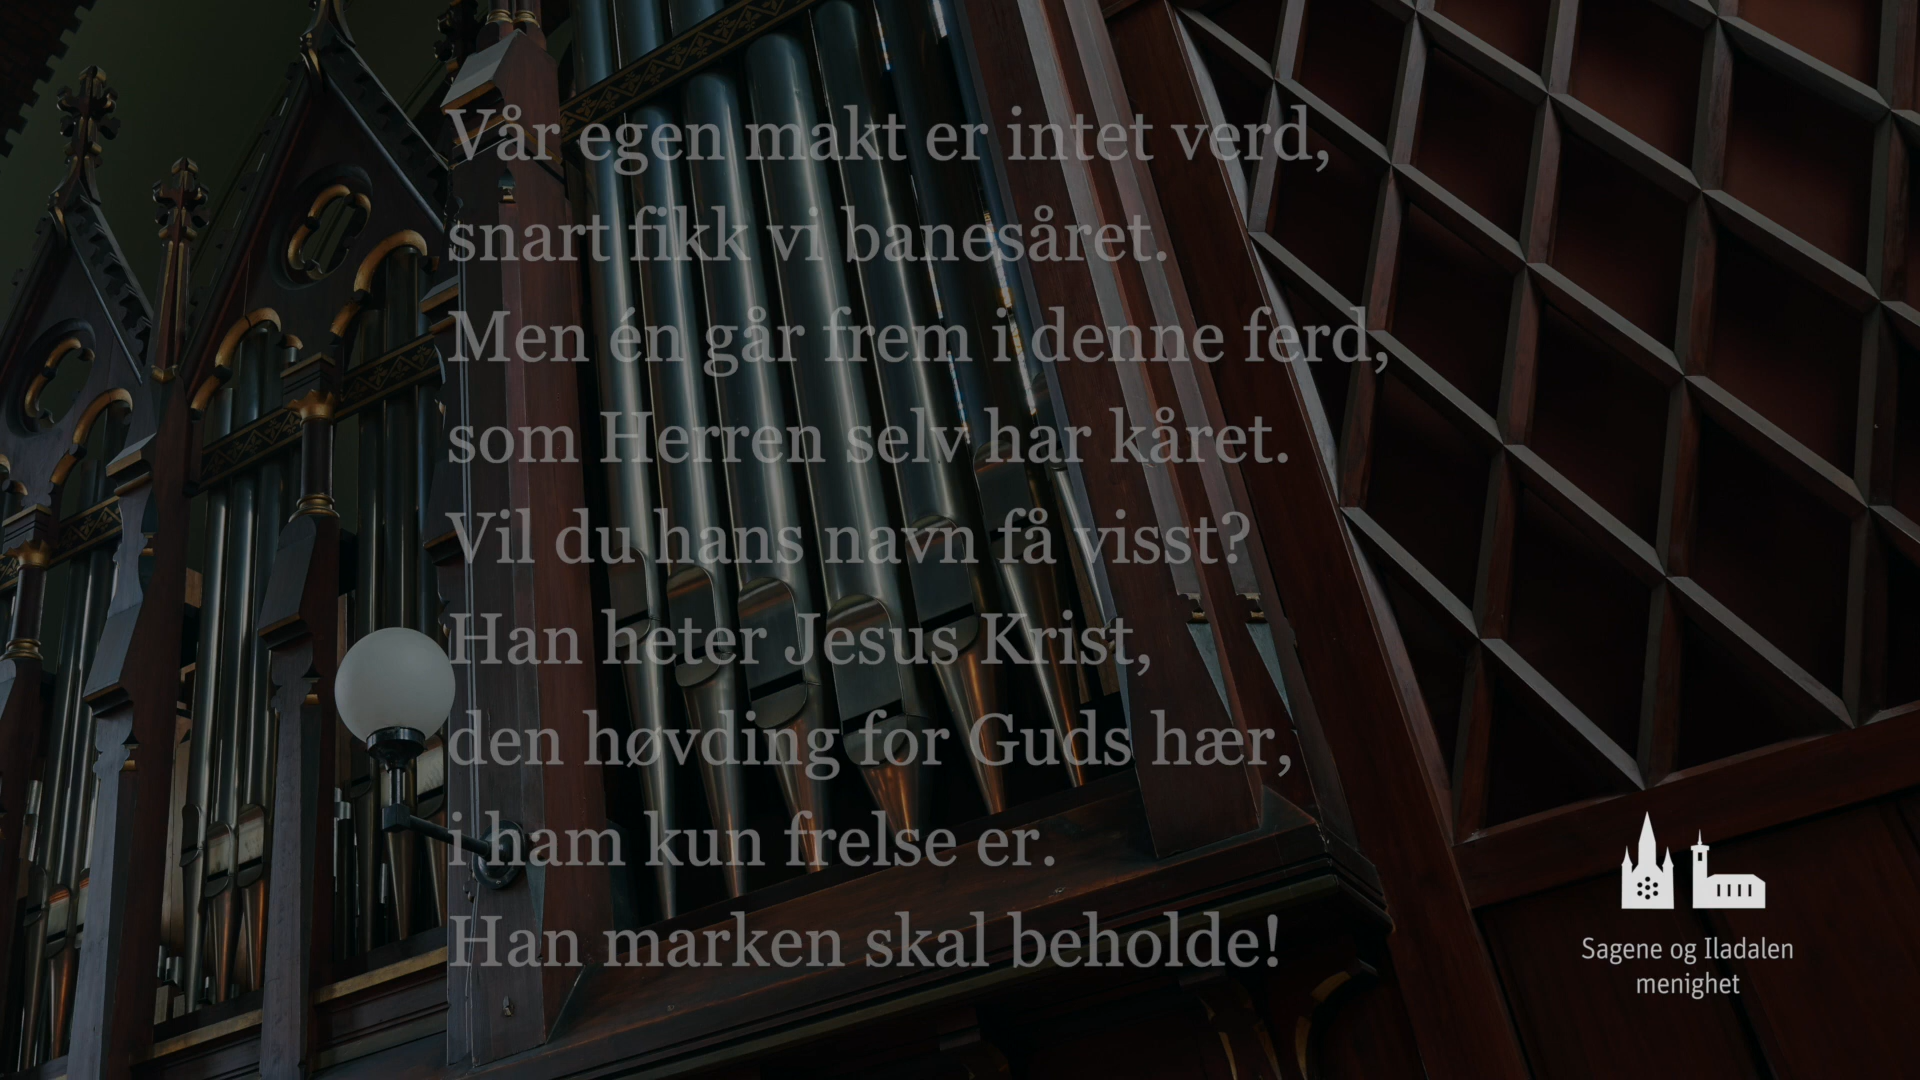 Vår egen makt er intet verd,
snart fikk vi banesåret.
Men én går frem i denne ferd,
som Herren selv har kåret.
Vil du hans navn få visst?
Han heter Jesus Krist,
den høvding for Guds hær,
i ham kun frelse er.
Han marken skal beholde!
Sagene og Iladalen
menighet